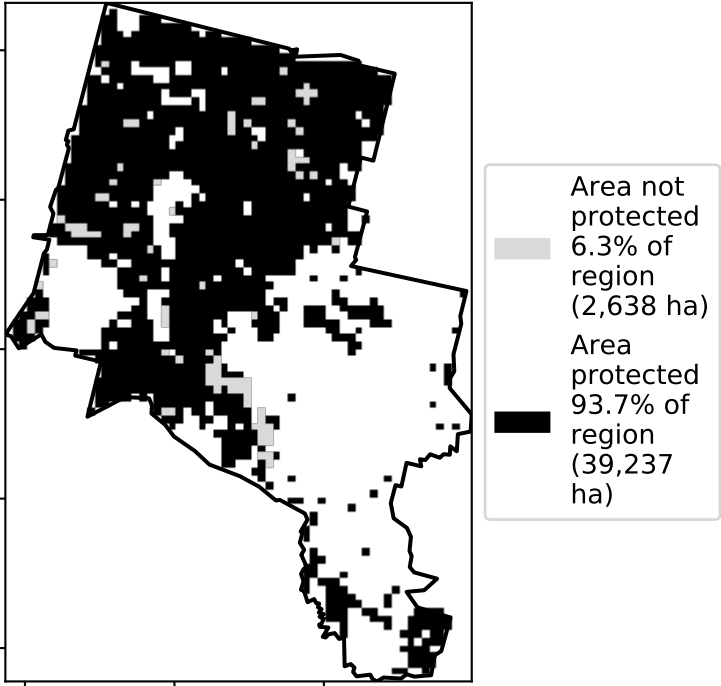 Area not
protected
6.3% of
region
(2,638 ha)
Area
protected
93.7% of
region
(39,237
ha)